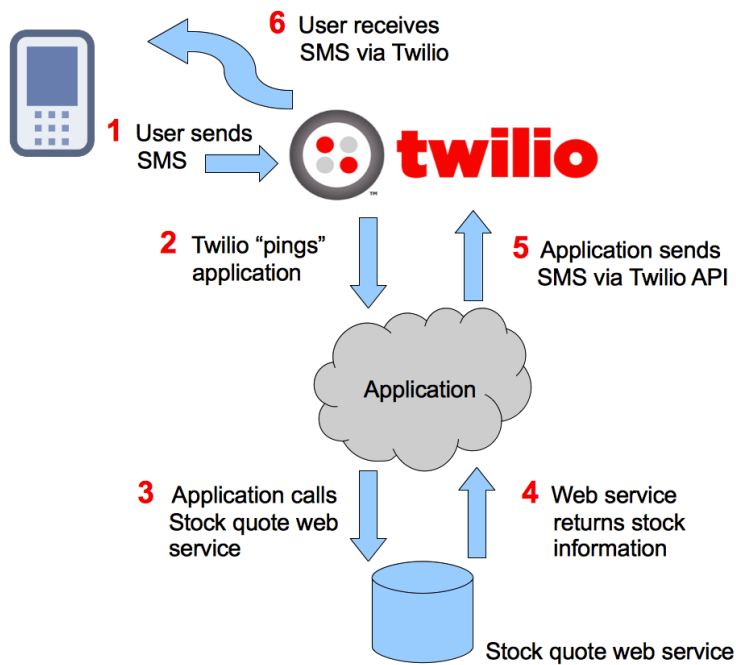 6 User receives
SMS via Twilio
1 User sends
SMS
twilio
TM
2 Twilio “pings”
application
5 Application sends
SMS via Twilio API
Application
3 Application calls
Stock quote web
service
4 Web service
returns stock
information
Stock quote web service